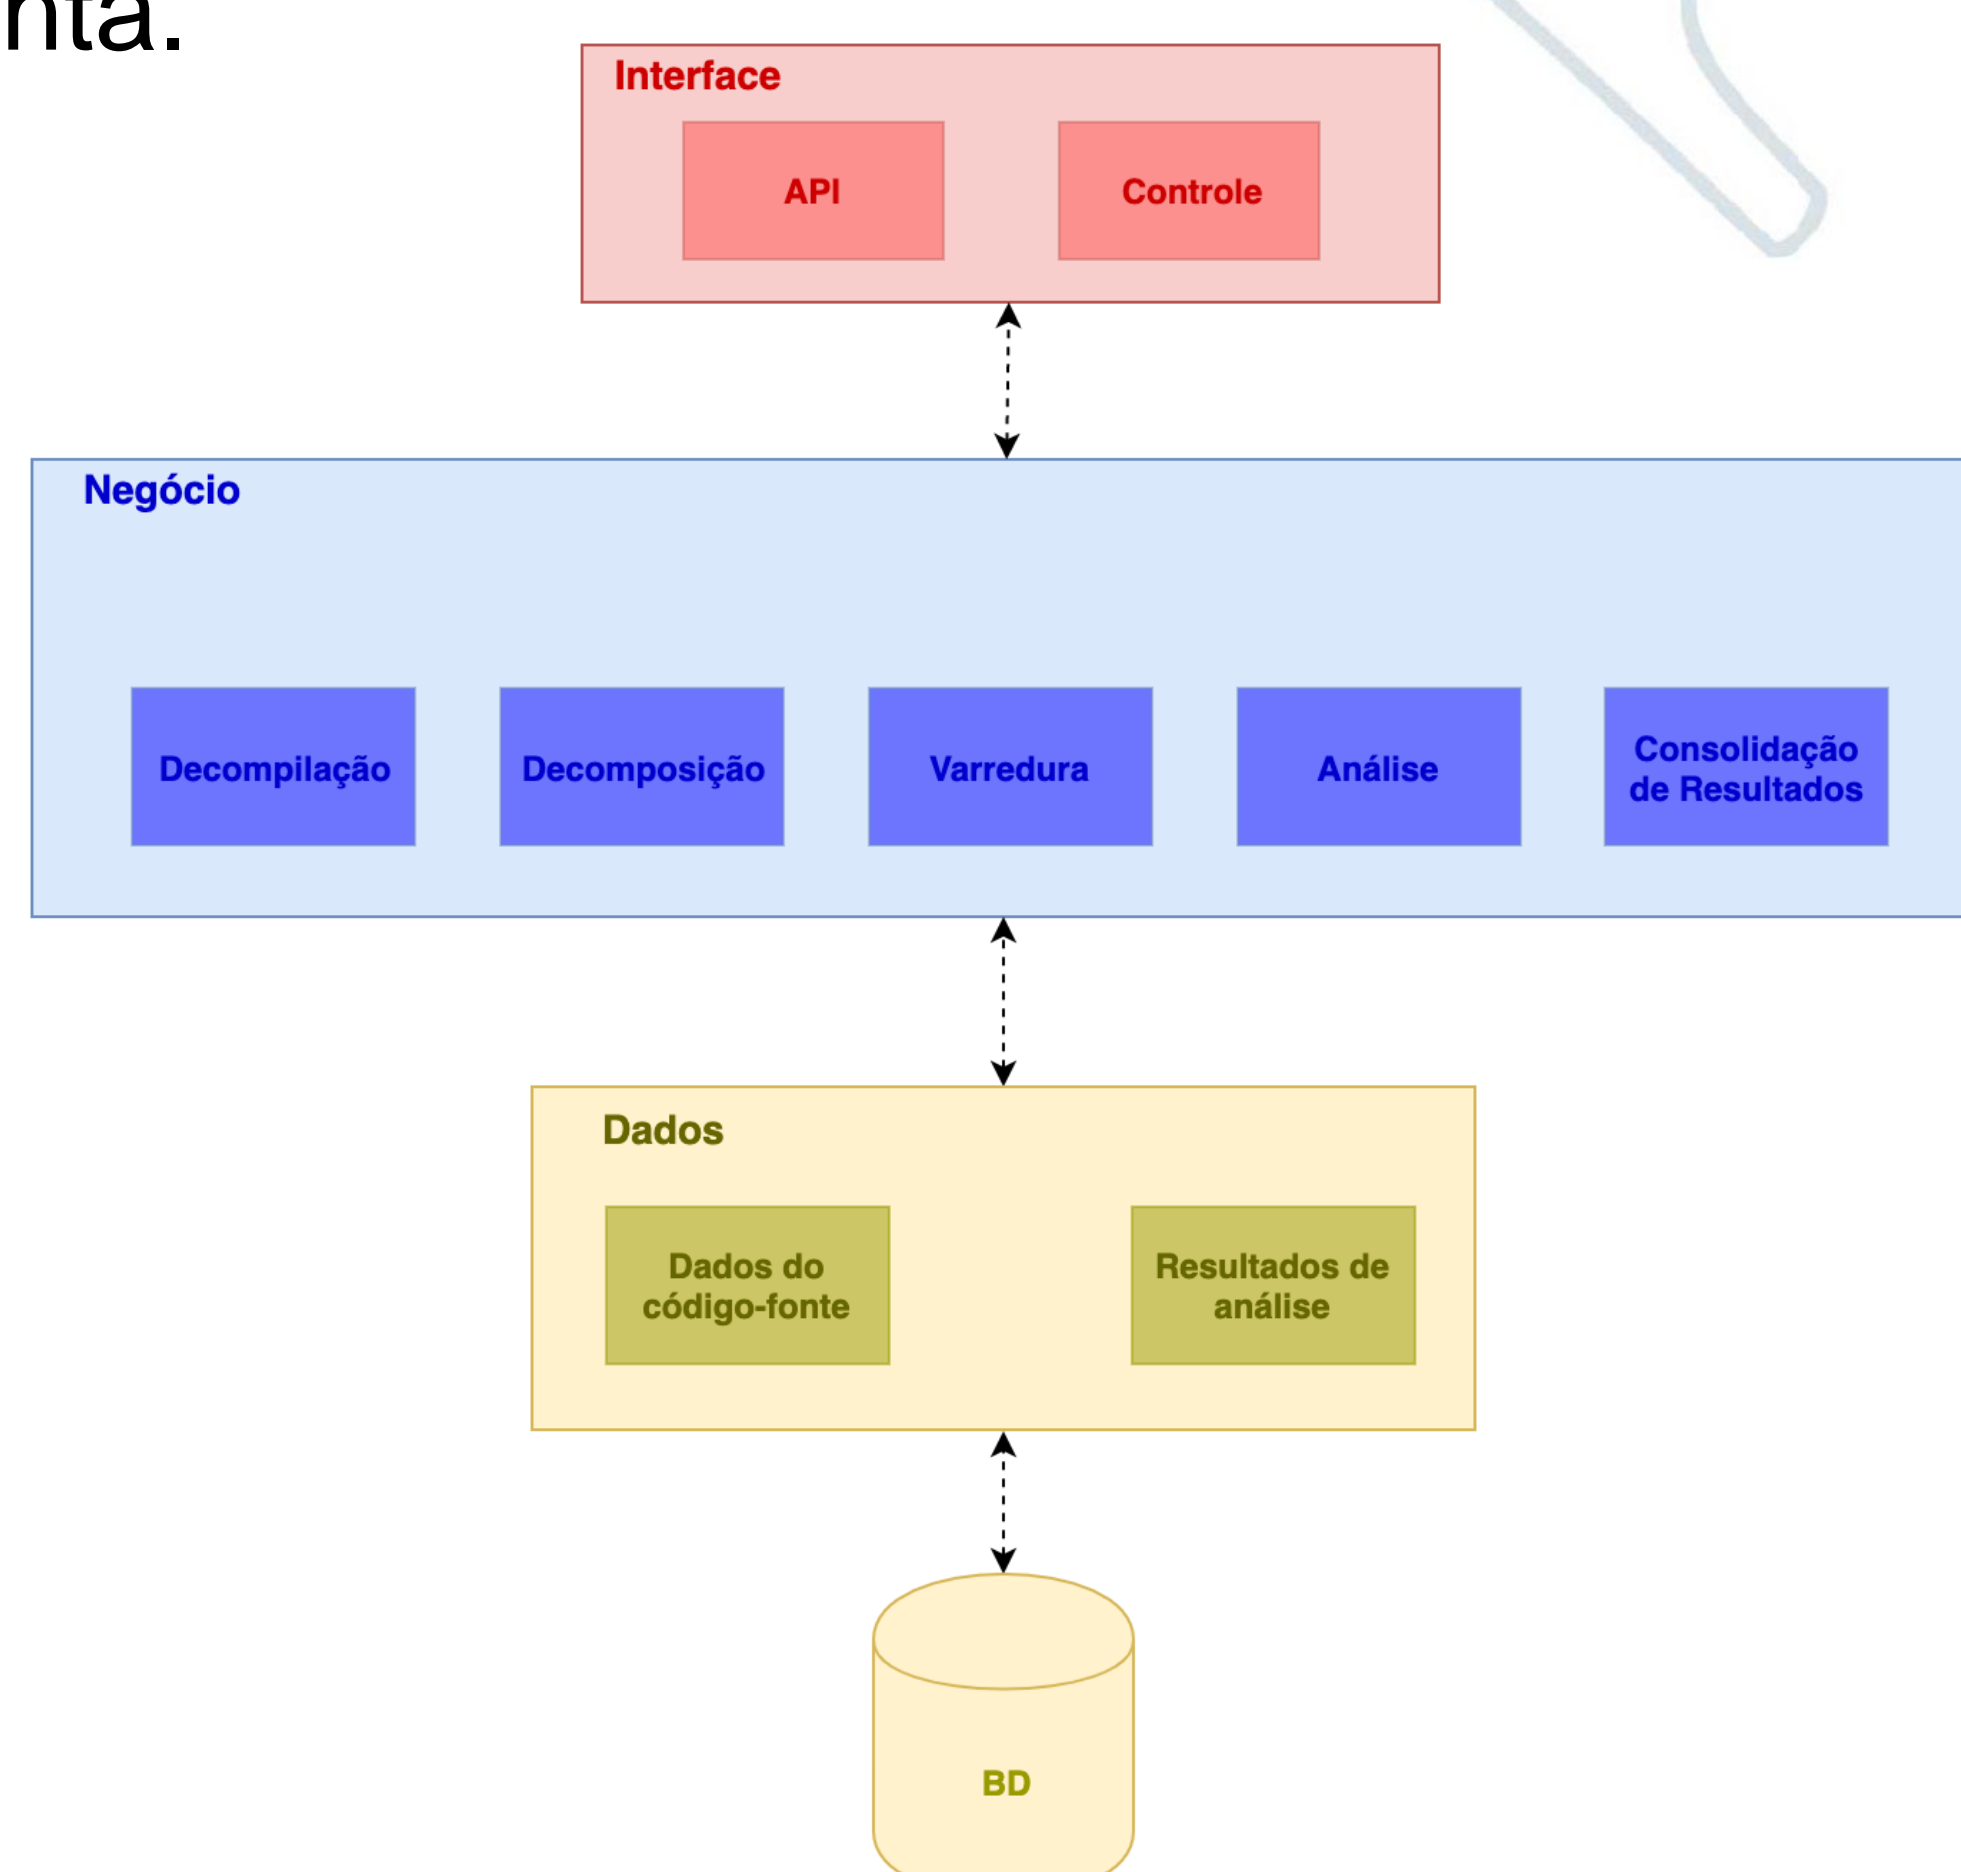 nta.
Interface
API
Controle
Negócio
Decompilação
Decomposição
Varredura
Análise
Consolidação
de Resultados
Dados
Dados do
código-fonte
Resultados de
análise
BD